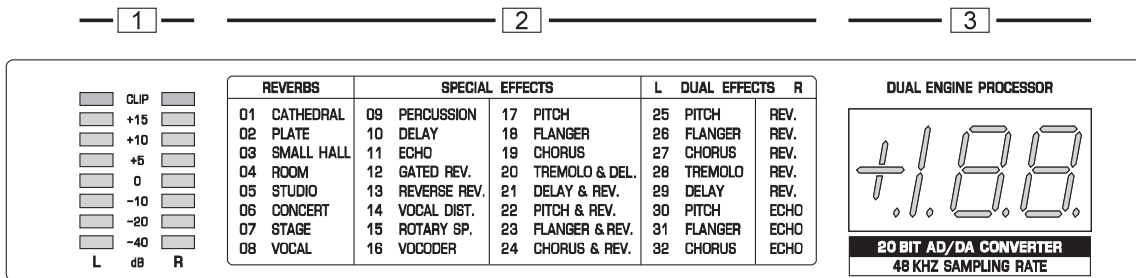 1 2 3
CLIP
+15
+10
+5
0
-10
-20
-40
L dB R
REVERBS SPECIAL EFFECTS L DUAL EFFECTS R
01 CATHEDRAL 09 PERCUSSION 17 PITCH 25 PITCH REV.
02 PLATE 10 DELAY 18 FLANGER 26 FLANGER REV.
03 SMALL HALL 11 ECHO 19 CHORUS 27 CHORUS REV.
04 ROOM 12 GATED REV. 20 TREMOLO & DEL. 28 TREMOLO REV.
05 STUDIO 13 REVERSE REV. 21 DELAY & REV. 29 DELAY REV.
06 CONCERT 14 VOCAL DIST. 22 PITCH & REV. 30 PITCH ECHO
07 STAGE 15 ROTARY SP. 23 FLANGER & REV. 31 FLANGER ECHO
08 VOCAL 16 VOCODER 24 CHORUS & REV. 32 CHORUS ECHO
DUAL ENGINE PROCESSOR
+.1.88
20 BIT AD/DA CONVERTER
48 KHZ SAMPLING RATE